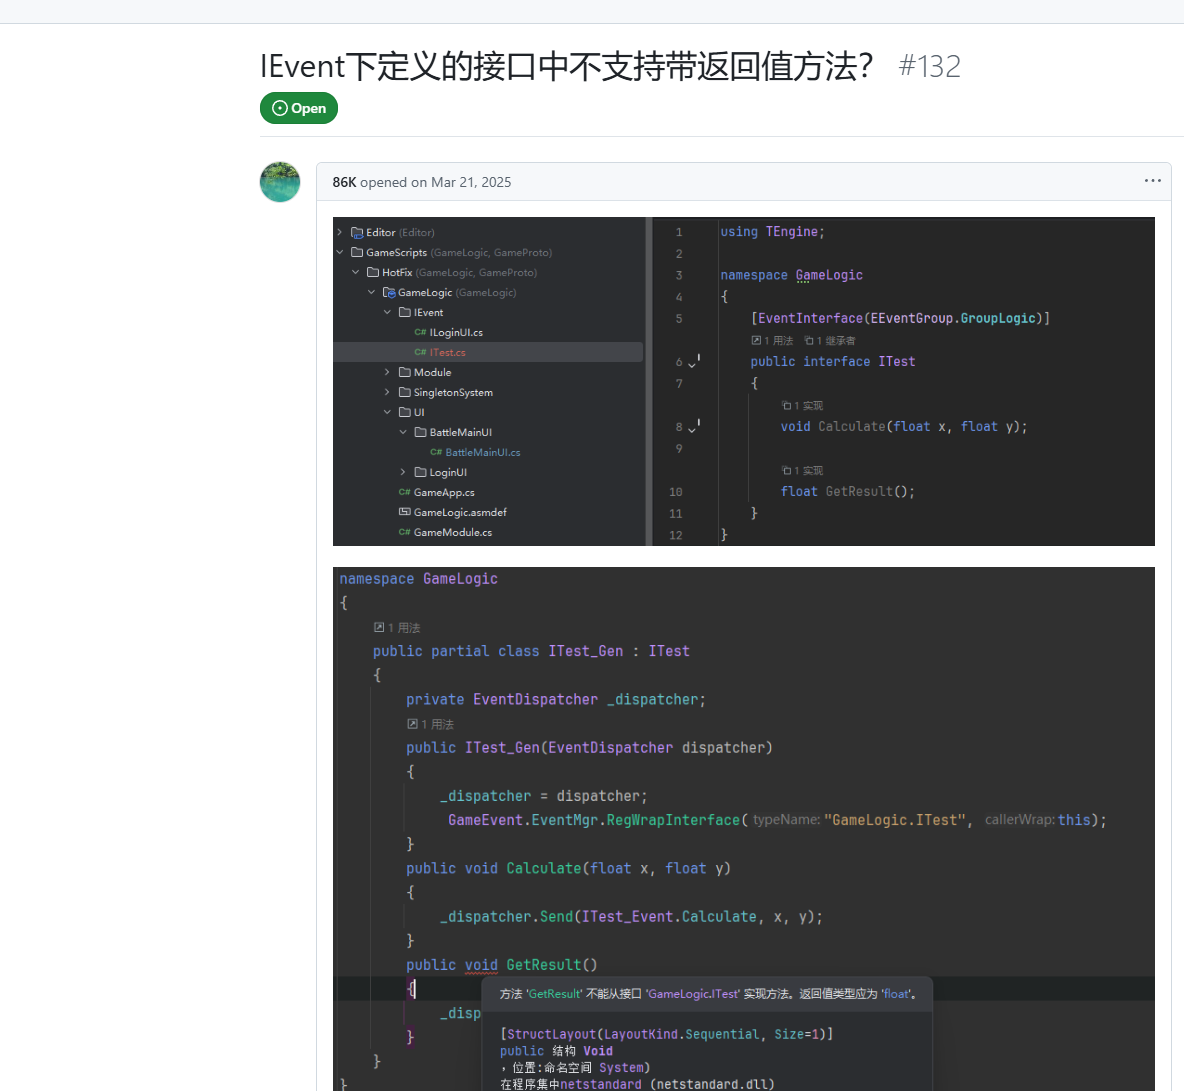 IEvent下定义的接口中不支持带返回值方法? #132
Open
86K opened on Mar 21, 2025
Editor (Editor)
GameScripts (GameLogic, GameProto)
HotFix (GameLogic, GameProto)
GameLogic (GameLogic)
IEvent
C# ILoginUI.cs
C# ITest.cs
Module
SingletonSystem
UI
BattleMainUI
C# BattleMainUI.cs
LoginUI
C# GameApp.cs
GameLogic.asmdef
C# GameModule.cs
1 using TEngine;
2
3 namespace GameLogic
4 {
5 [EventInterface(EEventGroup.GroupLogic)]
1 用法 1 继承者
6 public interface ITest
7 {
1 实现
8 void Calculate(float x, float y);
9
1 实现
10 float GetResult();
11 }
12 }
namespace GameLogic
{
1 用法
public partial class ITest_Gen : ITest
{
private EventDispatcher _dispatcher;
1 用法
public ITest_Gen(EventDispatcher dispatcher)
{
_dispatcher = dispatcher;
GameEvent.EventMgr.RegWrapInterface( typeName: "GameLogic.ITest", callerWrap: this);
}
public void Calculate(float x, float y)
{
_dispatcher.Send(ITest_Event.Calculate, x, y);
}
public void GetResult()
{
方法 'GetResult' 不能从接口 'GameLogic.ITest' 实现方法。返回值类型应为 'float'。
_disp
[StructLayout(LayoutKind.Sequential, Size=1)]
}
public 结构 Void
，位置:命名空间 System)
}
在程序集中netstandard (netstandard.dll)
}